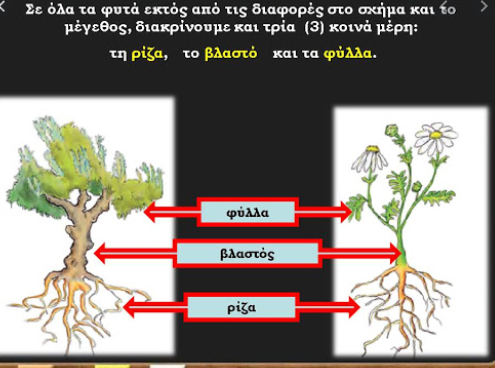 Σε όλα τα φυτά εκτός από τις διαφορές στο σχήμα και το
μέγεθος, διακρίνουμε και τρία (3) κοινά μέρη:
τη ρίζα, το βλαστό και τα φύλλα.
φύλλα
βλαστός
ρίζα